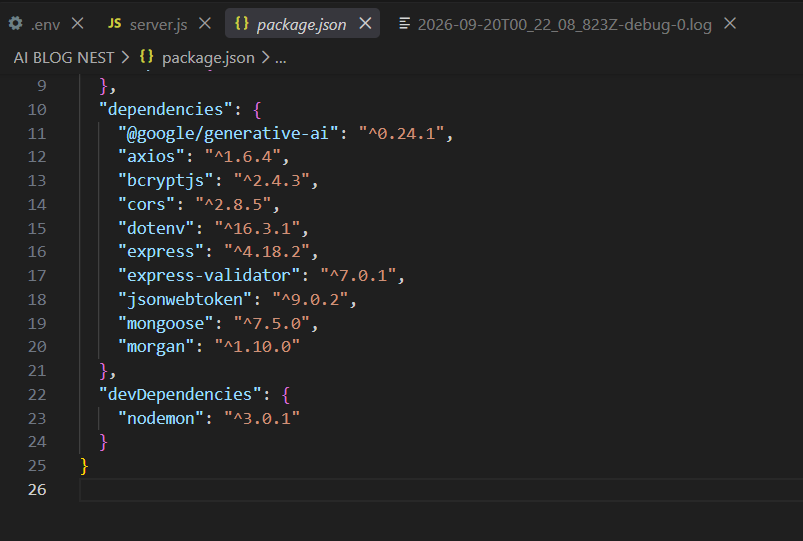 .env
JS server.js
{} package.json
2026-09-20T00_22_08_823Z-debug-0.log
AI BLOG NEST > {} package.json > ...
9 },
10 "dependencies": {
11 "@google/generative-ai": "^0.24.1",
12 "axios": "^1.6.4",
13 "bcryptjs": "^2.4.3",
14 "cors": "^2.8.5",
15 "dotenv": "^16.3.1",
16 "express": "^4.18.2",
17 "express-validator": "^7.0.1",
18 "jsonwebtoken": "^9.0.2",
19 "mongoose": "^7.5.0",
20 "morgan": "^1.10.0"
21 },
22 "devDependencies": {
23 "nodemon": "^3.0.1"
24 }
25 }
26